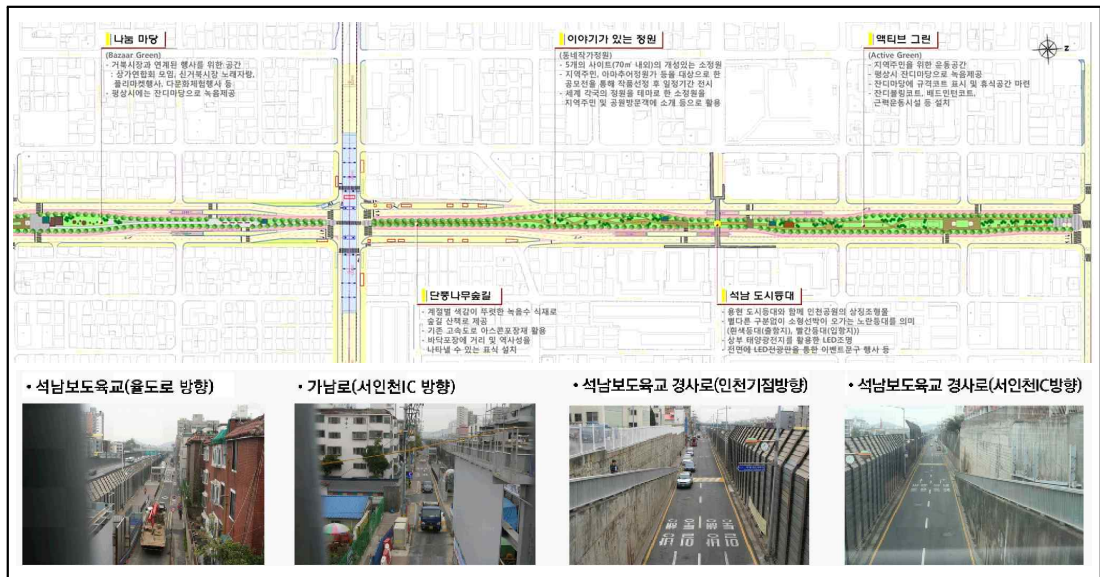 나눔 마당
(Bazaar Green)
- 거북시장과 연계된 행사를 위한 공간
: 상가연합회 모임, 신거북시장 노래자랑,
플리마켓행사, 다문화체험행사 등
- 평상시에는 잔디마당으로 녹음제공
이야기가 있는 정원
(동네작가정원)
- 5개의 사이트(70㎡ 내외)의 개성있는 소정원
- 지역주민, 아마추어정원가 등을 대상으로 한
공모전을 통해 작품선정 후 일정기간 전시
- 세계 각국의 정원을 테마로 한 소정원을
지역주민 및 공원방문객에 소개 등으로 활용
액티브 그린
(Active Green)
- 지역주민을 위한 운동공간
- 평상시 잔디마당으로 녹음제공
- 잔디마당에 규격코트 표시 및 휴식공간 마련
- 잔디볼링코트, 배드민턴코트,
근력운동시설 등 설치
z
단풍나무숲길
- 계절별 색감이 뚜렷한 녹음수 식재로
숲길 산책로 제공
- 기존 고속도로 아스콘포장재 활용
- 바닥포장에 거리 및 역사성을
나타낼 수 있는 표식 설치
석남 도시등대
- 용현 도시등대와 함께 인천공원의 상징조형물
- 별다른 구분없이 소형선박이 오가는 노란등대를 의미
(흰색등대(출항지), 빨간등대(입항지))
- 상부 태양광전지를 활용한 LED조명
- 전면에 LED전광판을 통한 이벤트문구 행사 등
• 석남보도육교(율도로 방향)
• 가남로(서인천IC 방향)
• 석남보도육교 경사로(인천기점방향)
• 석남보도육교 경사로(서인천IC방향)